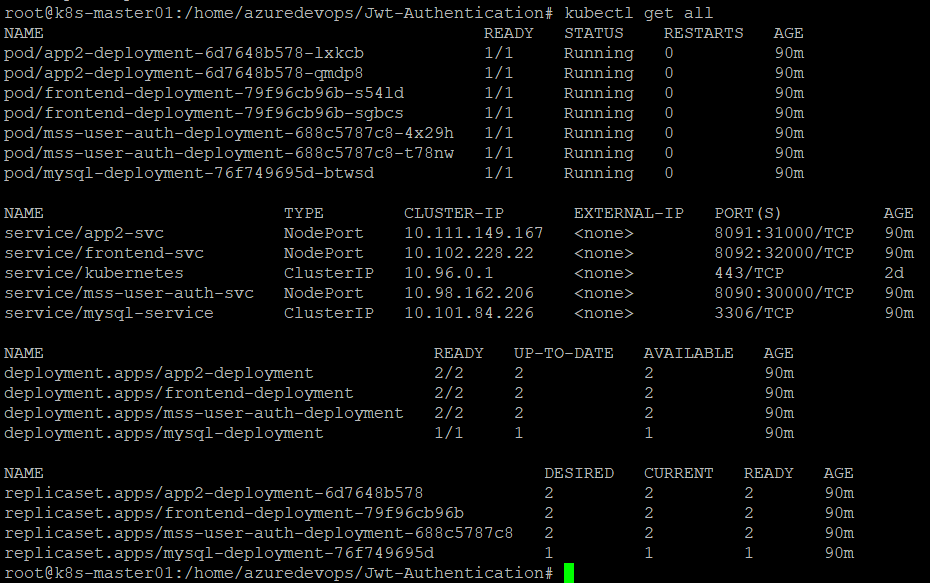 root@k8s-master01:/home/azuredevops/Jwt-Authentication# kubectl get all
NAME READY STATUS RESTARTS AGE
pod/app2-deployment-6d7648b578-lxkcb 1/1 Running 0 90m
pod/app2-deployment-6d7648b578-qmdp8 1/1 Running 0 90m
pod/frontend-deployment-79f96cb96b-s54ld 1/1 Running 0 90m
pod/frontend-deployment-79f96cb96b-sgbcs 1/1 Running 0 90m
pod/mss-user-auth-deployment-688c5787c8-4x29h 1/1 Running 0 90m
pod/mss-user-auth-deployment-688c5787c8-t78nw 1/1 Running 0 90m
pod/mysql-deployment-76f749695d-btwsd 1/1 Running 0 90m
NAME TYPE CLUSTER-IP EXTERNAL-IP PORT(S) AGE
service/app2-svc NodePort 10.111.149.167 <none> 8091:31000/TCP 90m
service/frontend-svc NodePort 10.102.228.22 <none> 8092:32000/TCP 90m
service/kubernetes ClusterIP 10.96.0.1 <none> 443/TCP 2d
service/mss-user-auth-svc NodePort 10.98.162.206 <none> 8090:30000/TCP 90m
service/mysql-service ClusterIP 10.101.84.226 <none> 3306/TCP 90m
NAME READY UP-TO-DATE AVAILABLE AGE
deployment.apps/app2-deployment 2/2 2 2 90m
deployment.apps/frontend-deployment 2/2 2 2 90m
deployment.apps/mss-user-auth-deployment 2/2 2 2 90m
deployment.apps/mysql-deployment 1/1 1 1 90m
NAME DESIRED CURRENT READY AGE
replicaset.apps/app2-deployment-6d7648b578 2 2 2 90m
replicaset.apps/frontend-deployment-79f96cb96b 2 2 2 90m
replicaset.apps/mss-user-auth-deployment-688c5787c8 2 2 2 90m
replicaset.apps/mysql-deployment-76f749695d 1 1 1 90m
root@k8s-master01:/home/azuredevops/Jwt-Authentication#